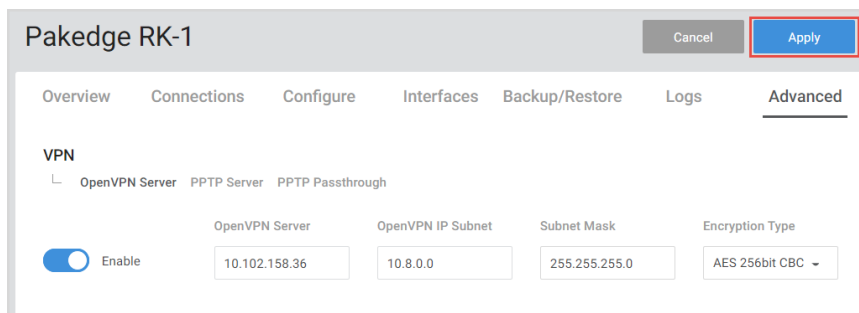 Pakedge RK-1
Cancel
Apply
Overview Connections Configure Interfaces Backup/Restore Logs Advanced
VPN
OpenVPN Server PPTP Server PPTP Passthrough
OpenVPN Server OpenVPN IP Subnet Subnet Mask Encryption Type
Enable 10.102.158.36 10.8.0.0 255.255.255.0 AES 256bit CBC